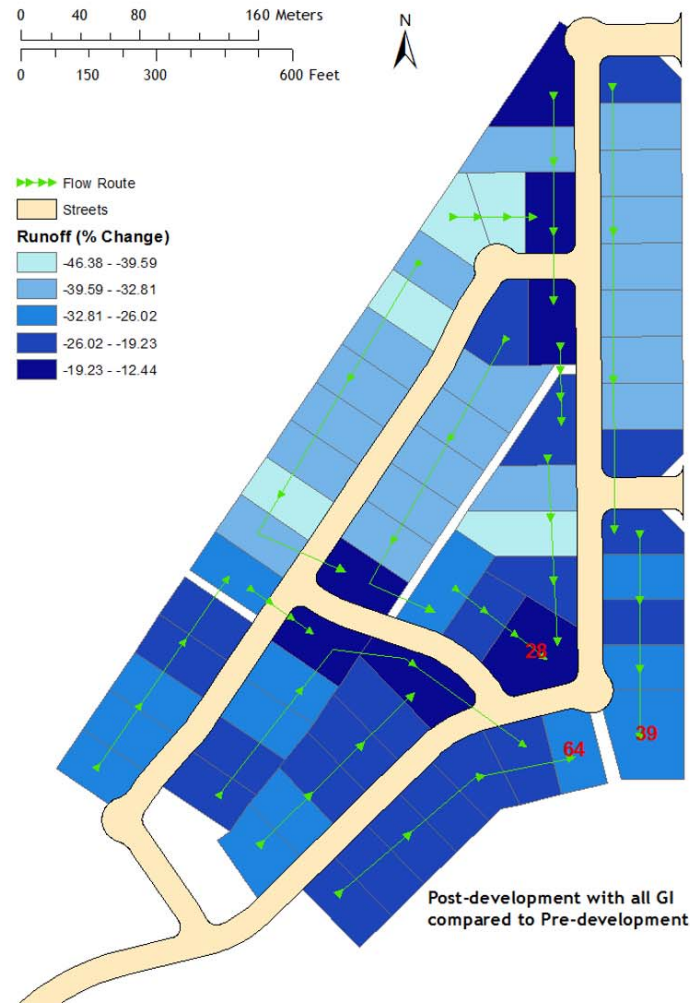 0 40 80 160 Meters
0 150 300 600 Feet
N
Flow Route
Streets
Runoff (% Change)
-46.38 - -39.59
-39.59 - -32.81
-32.81 - -26.02
-26.02 - -19.23
-19.23 - -12.44
28
64
39
Post-development with all GI
compared to Pre-development